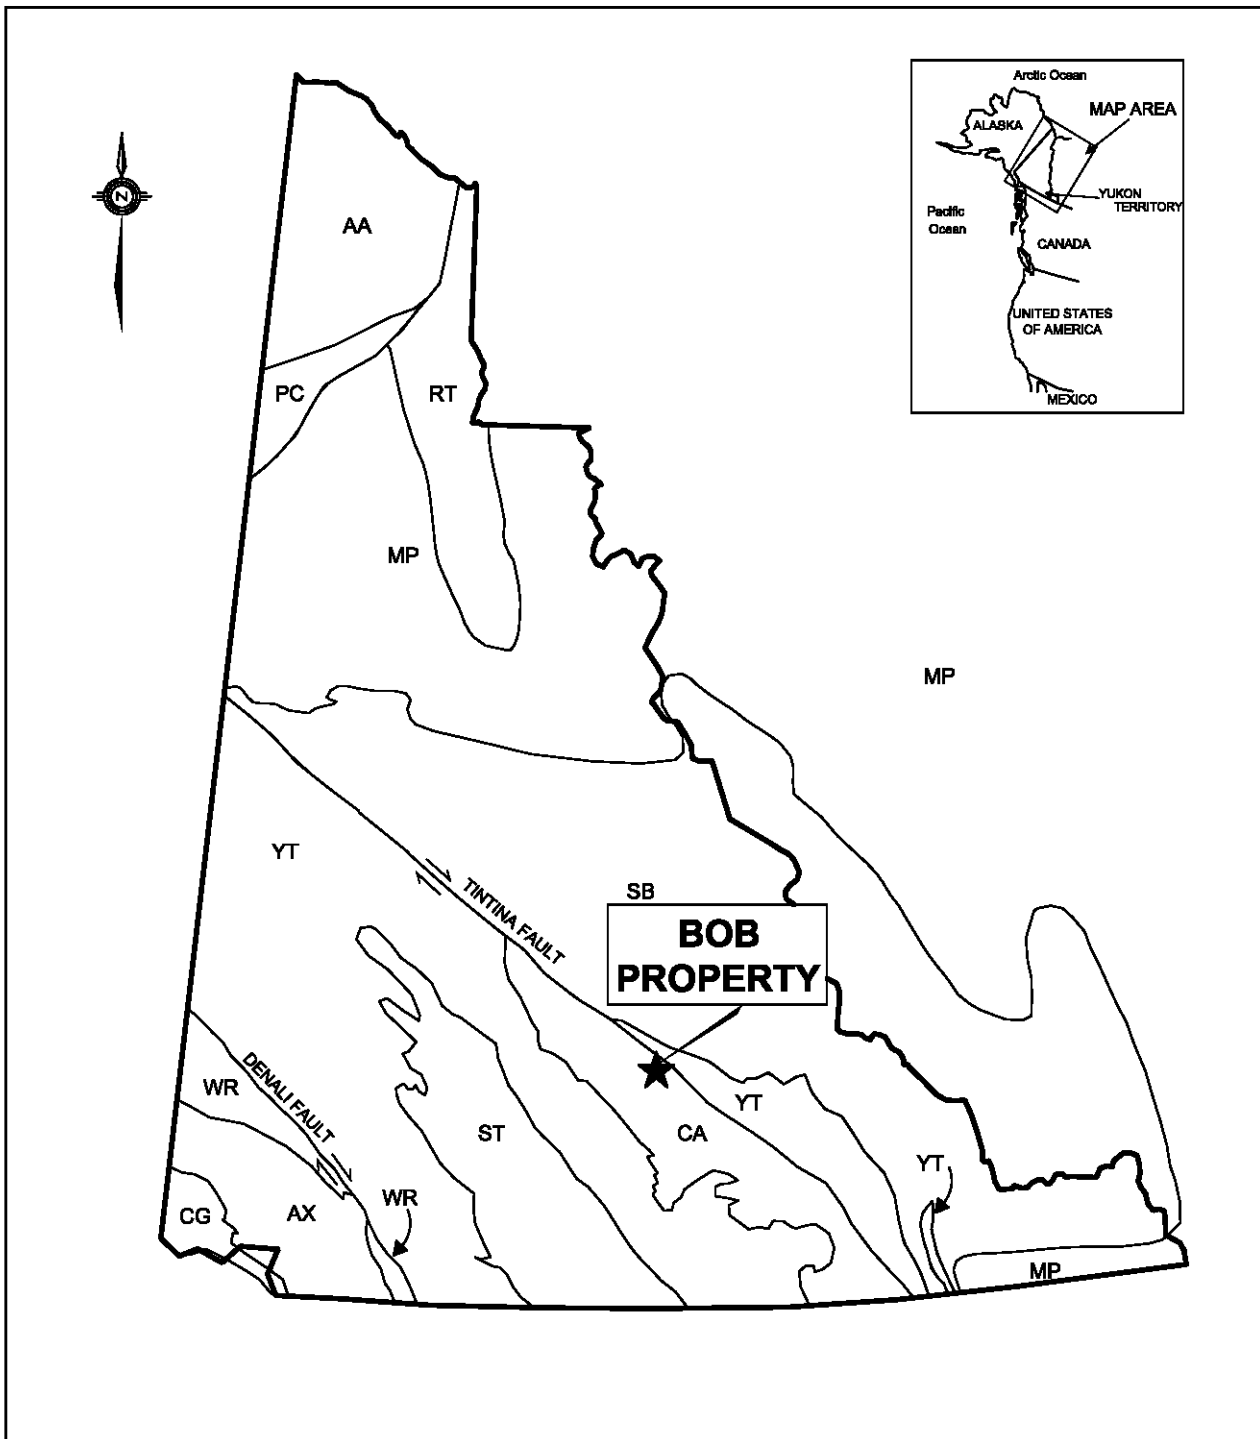 Arctic Ocean
ALASKA
MAP AREA
YUKON
TERRITORY
Pacific
Ocean
CANADA
UNITED STATES
OF AMERICA
MEXICO
N
AA
PC
RT
MP
MP
YT
SB
TINTINA FAULT
BOB
PROPERTY
DENALI FAULT
WR
YT
ST
CA
YT
WR
CG
AX
MP